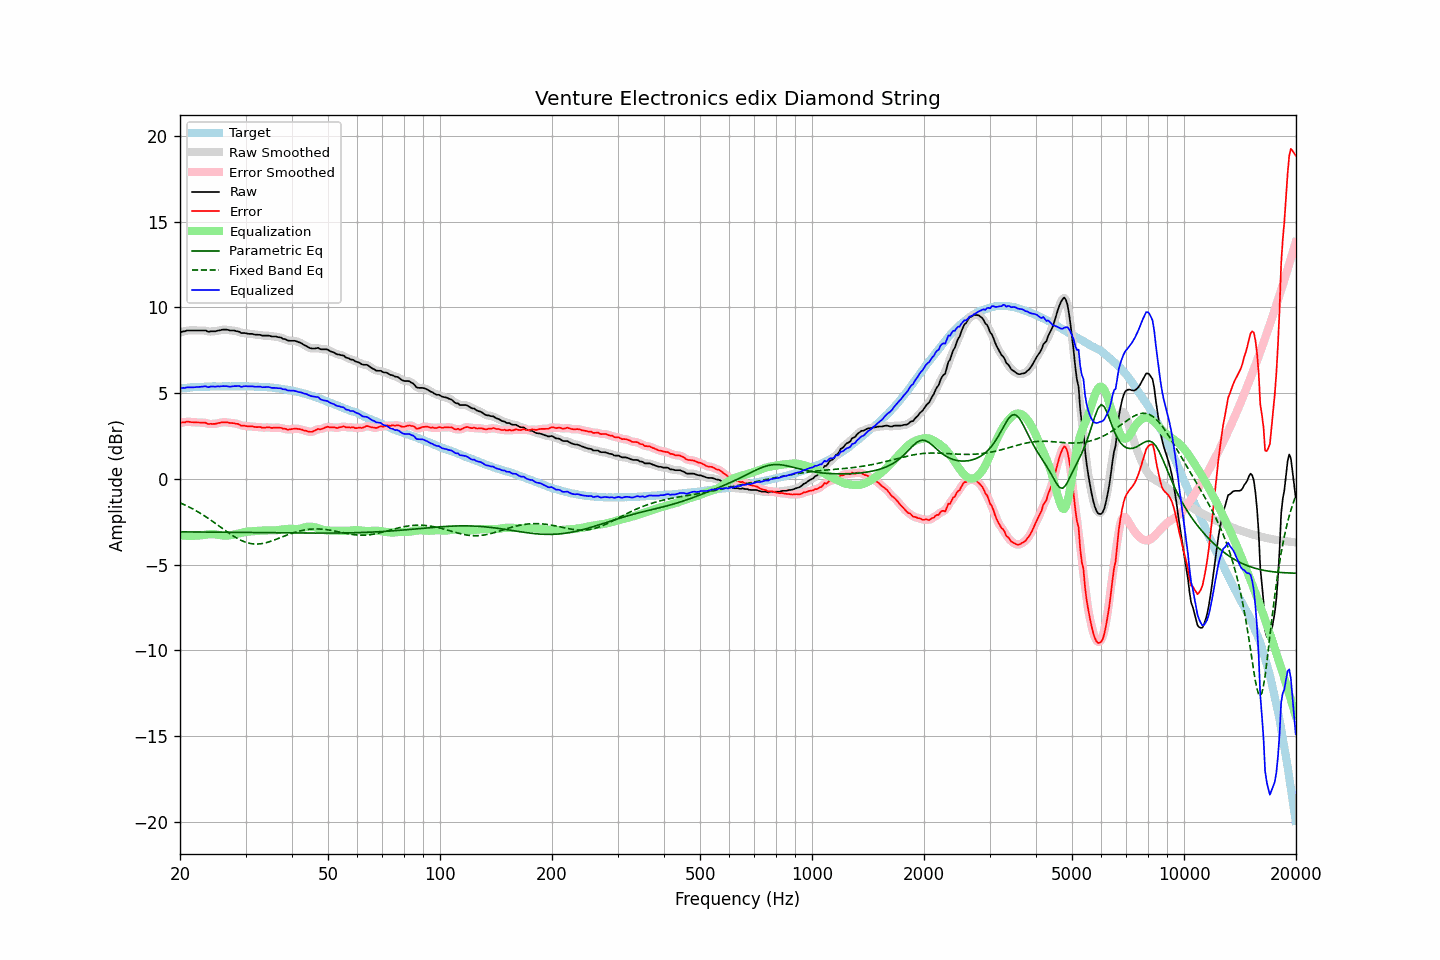 Venture Electronics edix Diamond String
Target
Raw Smoothed
Error Smoothed
Raw
Error
Equalization
Parametric Eq
Fixed Band Eq
Equalized
Amplitude (dBr)
20
15
10
5
0
−5
−10
−15
−20
20 50 100 200 500 1000 2000 5000 10000 20000
Frequency (Hz)